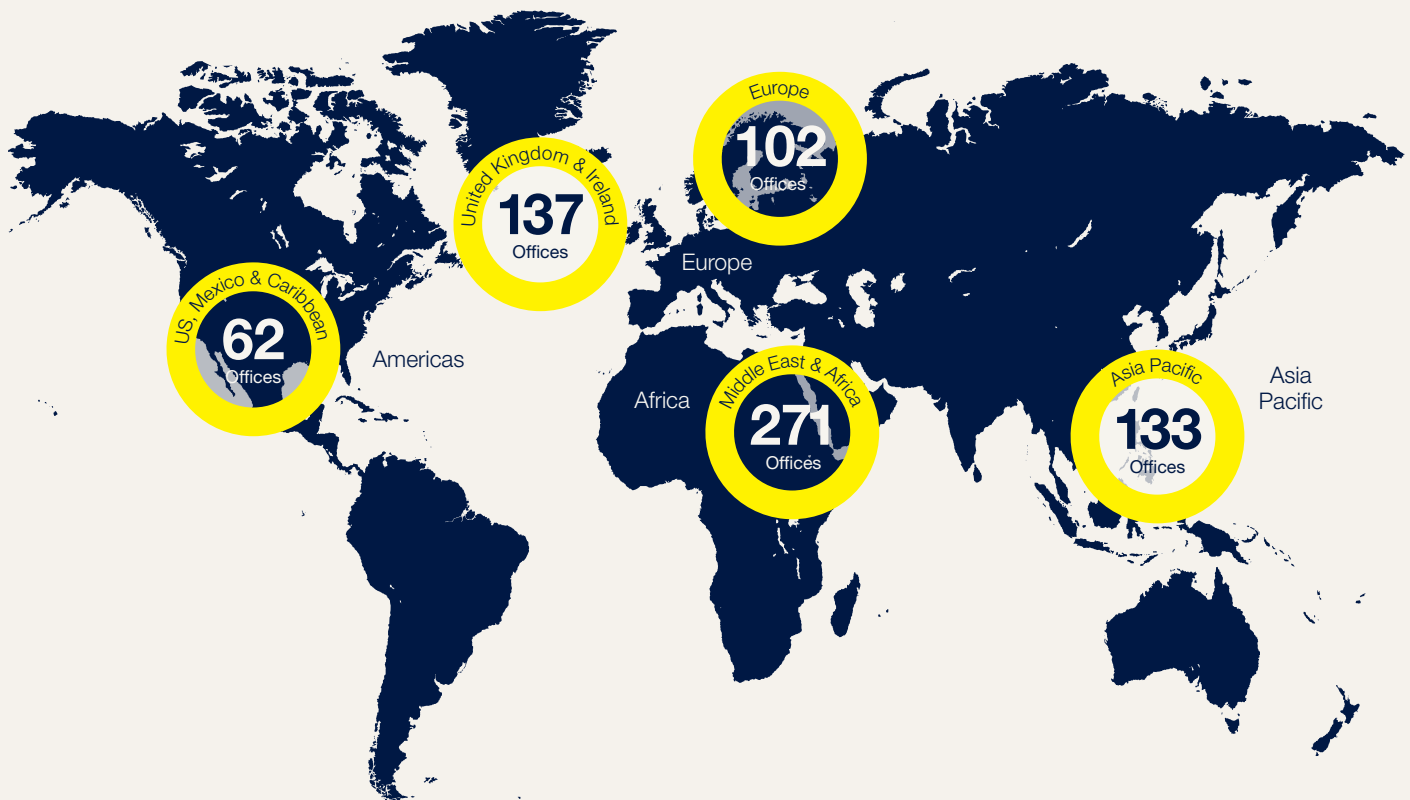 Europe
102
Offices
United Kingdom & Ireland
137
Offices
Europe
US, Mexico & Caribbean
62
Offices
Americas
Middle East & Africa
271
Offices
Africa
Asia Pacific
133
Offices
Asia
Pacific